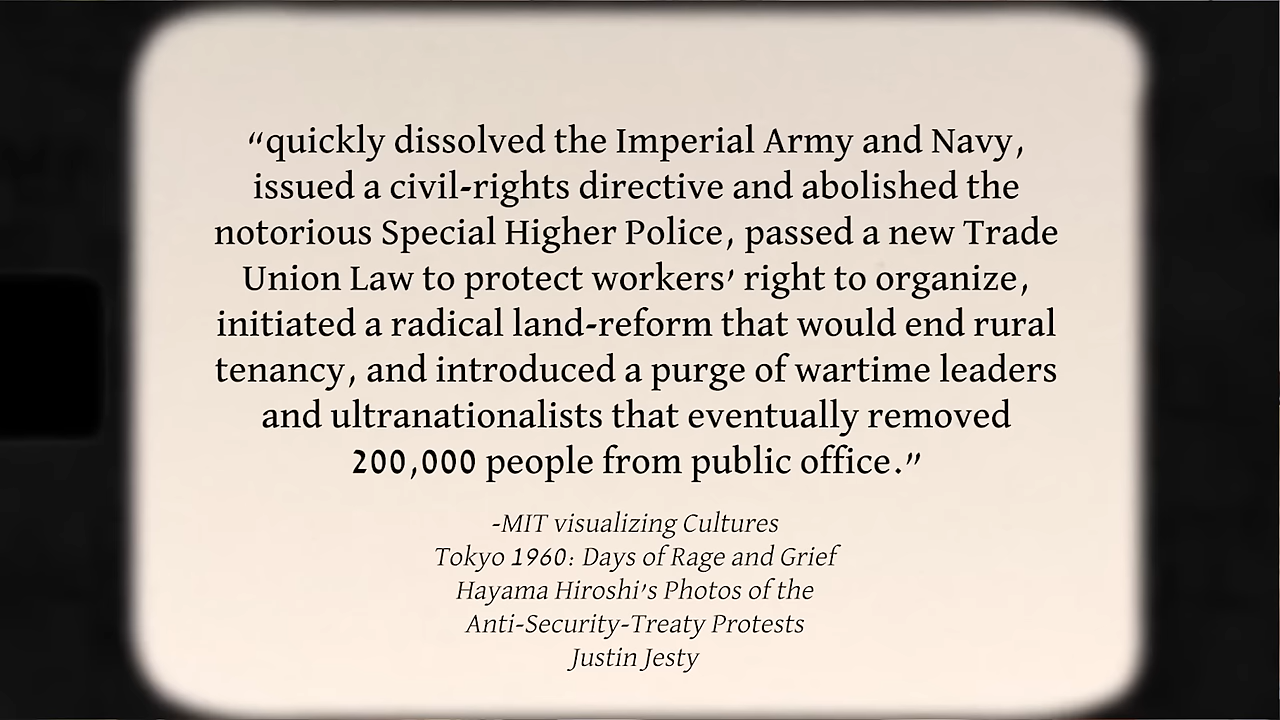 “quickly dissolved the Imperial Army and Navy,
issued a civil-rights directive and abolished the
notorious Special Higher Police, passed a new Trade
Union Law to protect workers’ right to organize,
initiated a radical land-reform that would end rural
tenancy, and introduced a purge of wartime leaders
and ultranationalists that eventually removed
200,000 people from public office.”
-MIT visualizing Cultures
Tokyo 1960: Days of Rage and Grief
Hayama Hiroshi’s Photos of the
Anti-Security-Treaty Protests
Justin Jesty